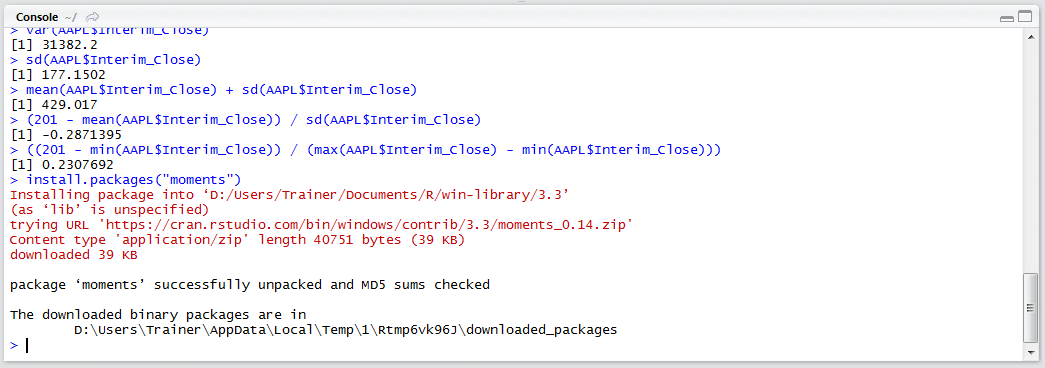 Console ~/
> var(AAPL$Interim_Close)
[1] 31382.2
> sd(AAPL$Interim_Close)
[1] 177.1502
> mean(AAPL$Interim_Close) + sd(AAPL$Interim_Close)
[1] 429.017
> (201 - mean(AAPL$Interim_Close)) / sd(AAPL$Interim_Close)
[1] -0.2871395
> ((201 - min(AAPL$Interim_Close)) / (max(AAPL$Interim_Close) - min(AAPL$Interim_Close)))
[1] 0.2307692
> install.packages("moments")
Installing package into ‘D:/Users/Trainer/Documents/R/win-library/3.3’
(as ‘lib’ is unspecified)
trying URL 'https://cran.rstudio.com/bin/windows/contrib/3.3/moments_0.14.zip'
Content type 'application/zip' length 40751 bytes (39 KB)
downloaded 39 KB
package ‘moments’ successfully unpacked and MD5 sums checked
The downloaded binary packages are in
D:\Users\Trainer\AppData\Local\Temp\1\Rtmp6vk96J\downloaded_packages
>